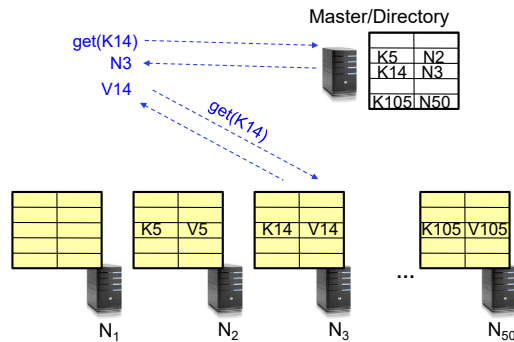 Master/Directory
get(K14)
N3
V14
K5 N2
K14 N3
K105 N50
get(K14)
K5 V5
K14 V14
K105 V105
...
N1
N2
N3
N50